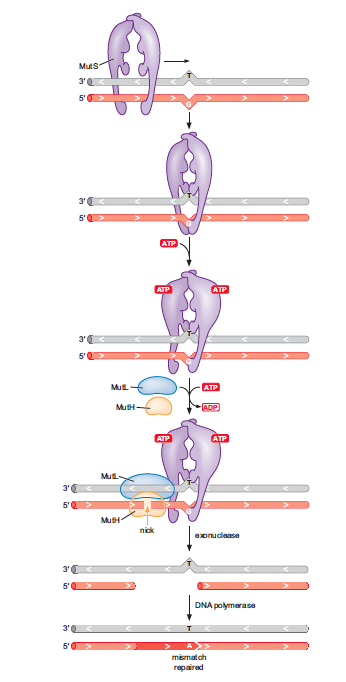 MutS
3'
T
5'
G
3'
T
5'
G
ATP
ATP ATP
3'
T
5'
G
MutL
ATP
MutH
ADP
ATP ATP
MutL
3'
T
5'
G
MutH
nick
exonuclease
3'
T
5'
DNA polymerase
3'
T
5'
A
mismatch
repaired